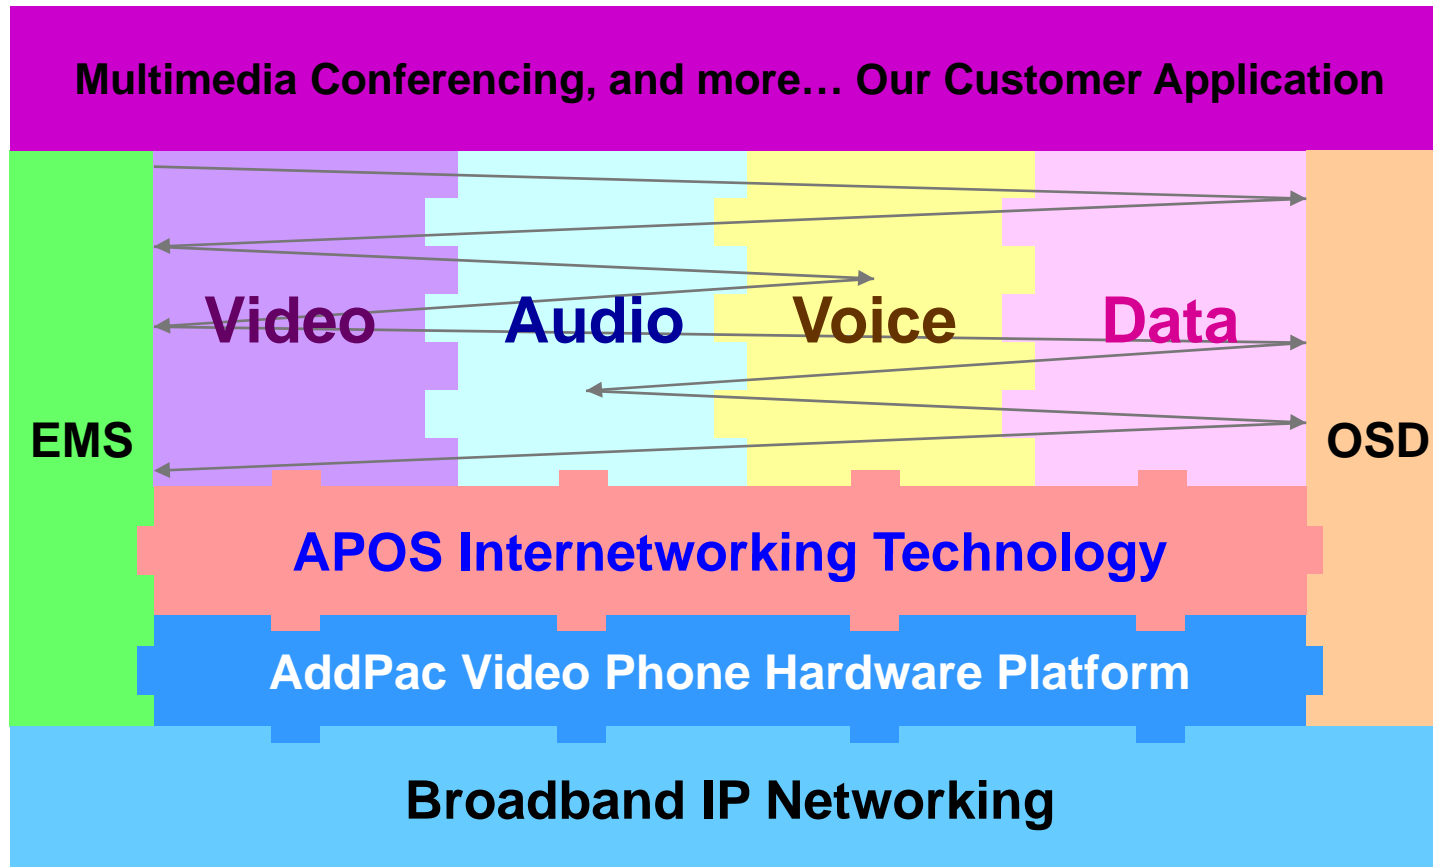 Multimedia Conferencing, and more… Our Customer Application
Video Audio Voice Data
EMS
OSD
APOS Internetworking Technology
AddPac Video Phone Hardware Platform
Broadband IP Networking